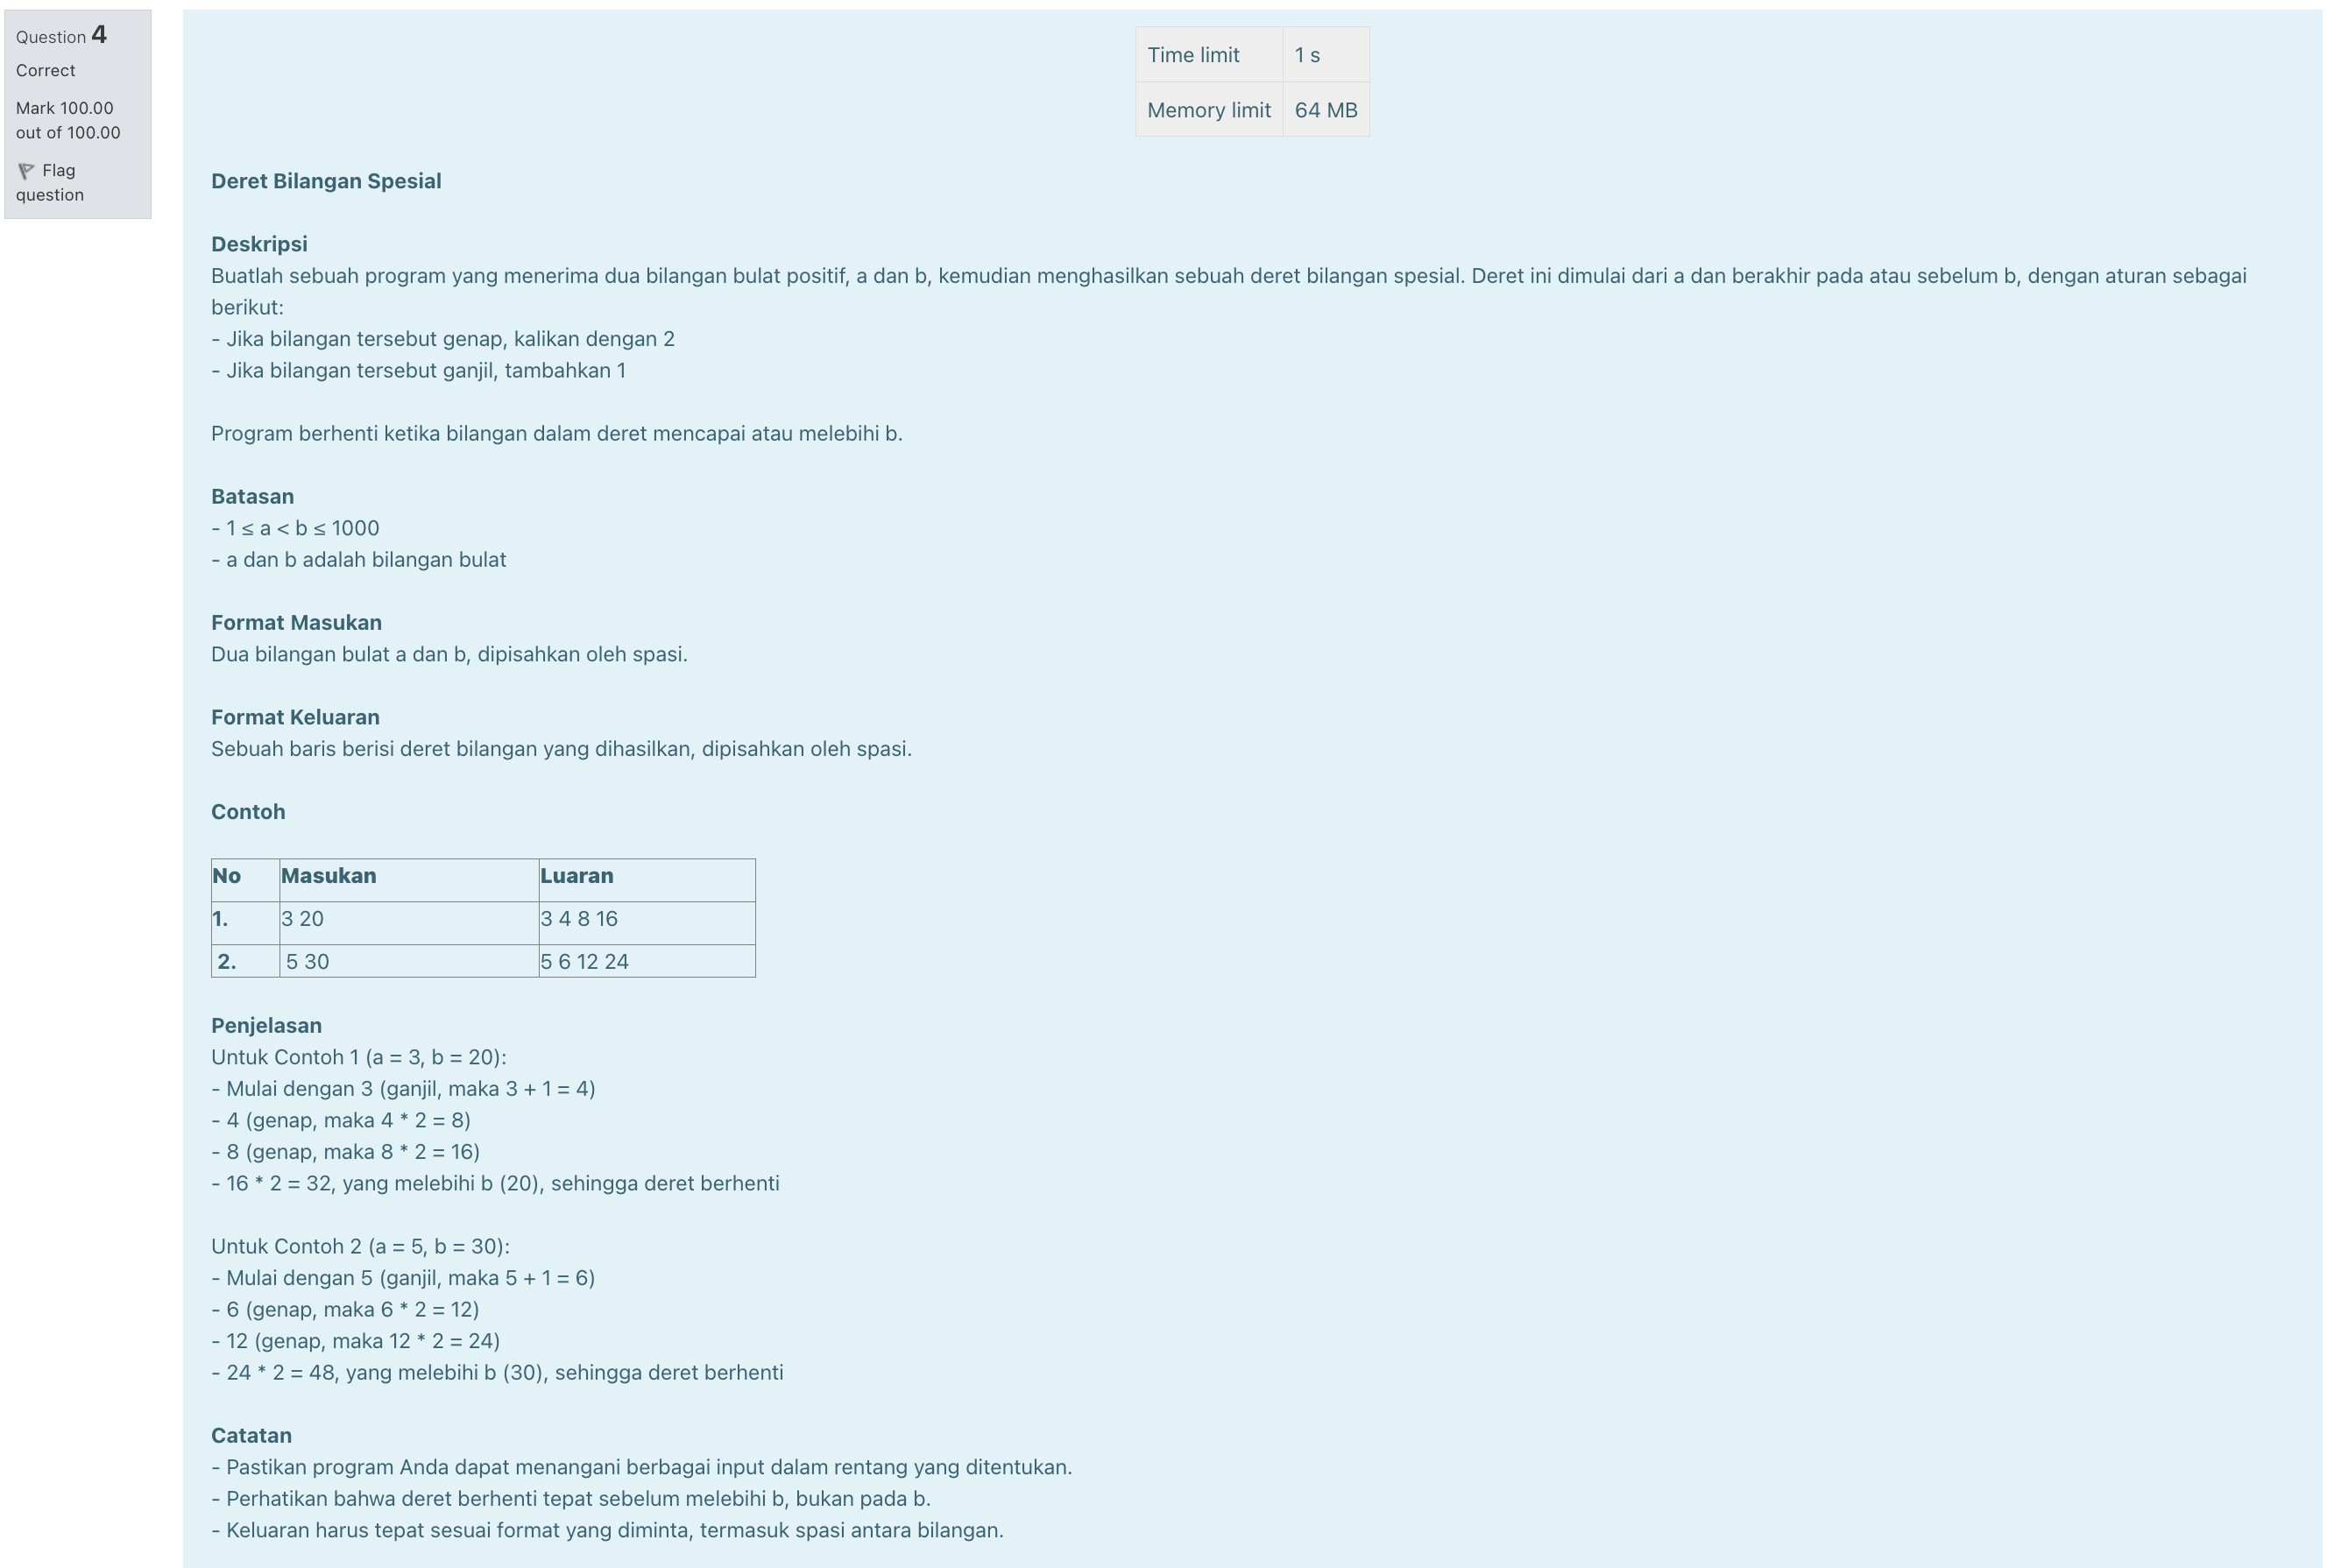 Question 4
Correct
Mark 100.00
out of 100.00
Flag
question
Time limit 1 s
Memory limit 64 MB
Deret Bilangan Spesial
Deskripsi
Buatlah sebuah program yang menerima dua bilangan bulat positif, a dan b, kemudian menghasilkan sebuah deret bilangan spesial. Deret ini dimulai dari a dan berakhir pada atau sebelum b, dengan aturan sebagai
berikut:
- Jika bilangan tersebut genap, kalikan dengan 2
- Jika bilangan tersebut ganjil, tambahkan 1
Program berhenti ketika bilangan dalam deret mencapai atau melebihi b.
Batasan
- 1 ≤ a < b ≤ 1000
- a dan b adalah bilangan bulat
Format Masukan
Dua bilangan bulat a dan b, dipisahkan oleh spasi.
Format Keluaran
Sebuah baris berisi deret bilangan yang dihasilkan, dipisahkan oleh spasi.
Contoh
No Masukan Luaran
1. 3 20 3 4 8 16
2. 5 30 5 6 12 24
Penjelasan
Untuk Contoh 1 (a = 3, b = 20):
- Mulai dengan 3 (ganjil, maka 3 + 1 = 4)
- 4 (genap, maka 4 * 2 = 8)
- 8 (genap, maka 8 * 2 = 16)
- 16 * 2 = 32, yang melebihi b (20), sehingga deret berhenti
Untuk Contoh 2 (a = 5, b = 30):
- Mulai dengan 5 (ganjil, maka 5 + 1 = 6)
- 6 (genap, maka 6 * 2 = 12)
- 12 (genap, maka 12 * 2 = 24)
- 24 * 2 = 48, yang melebihi b (30), sehingga deret berhenti
Catatan
- Pastikan program Anda dapat menangani berbagai input dalam rentang yang ditentukan.
- Perhatikan bahwa deret berhenti tepat sebelum melebihi b, bukan pada b.
- Keluaran harus tepat sesuai format yang diminta, termasuk spasi antara bilangan.